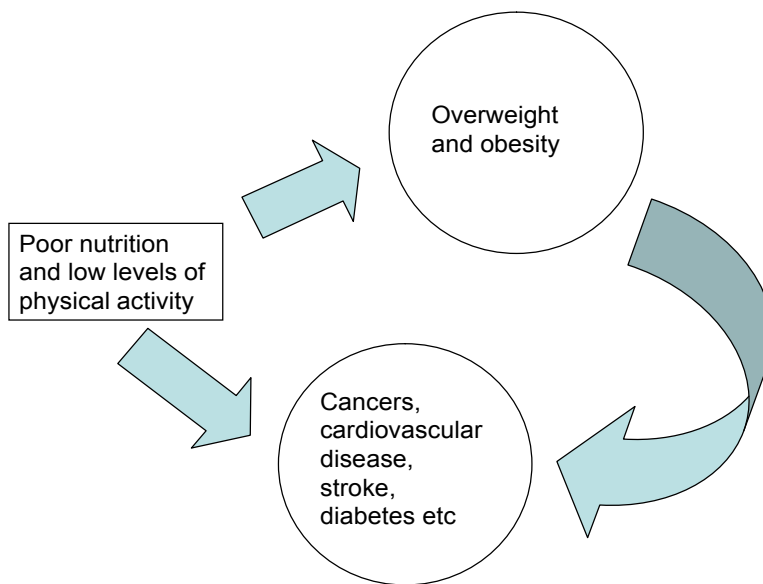 Overweight
and obesity
Poor nutrition
and low levels of
physical activity
Cancers,
cardiovascular
disease,
stroke,
diabetes etc